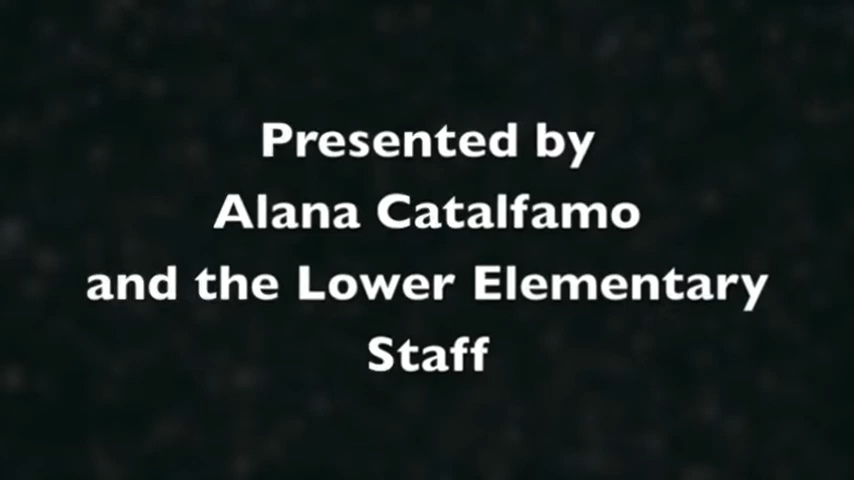 Presented by
Alana Catalfamo
and the Lower Elementary
Staff